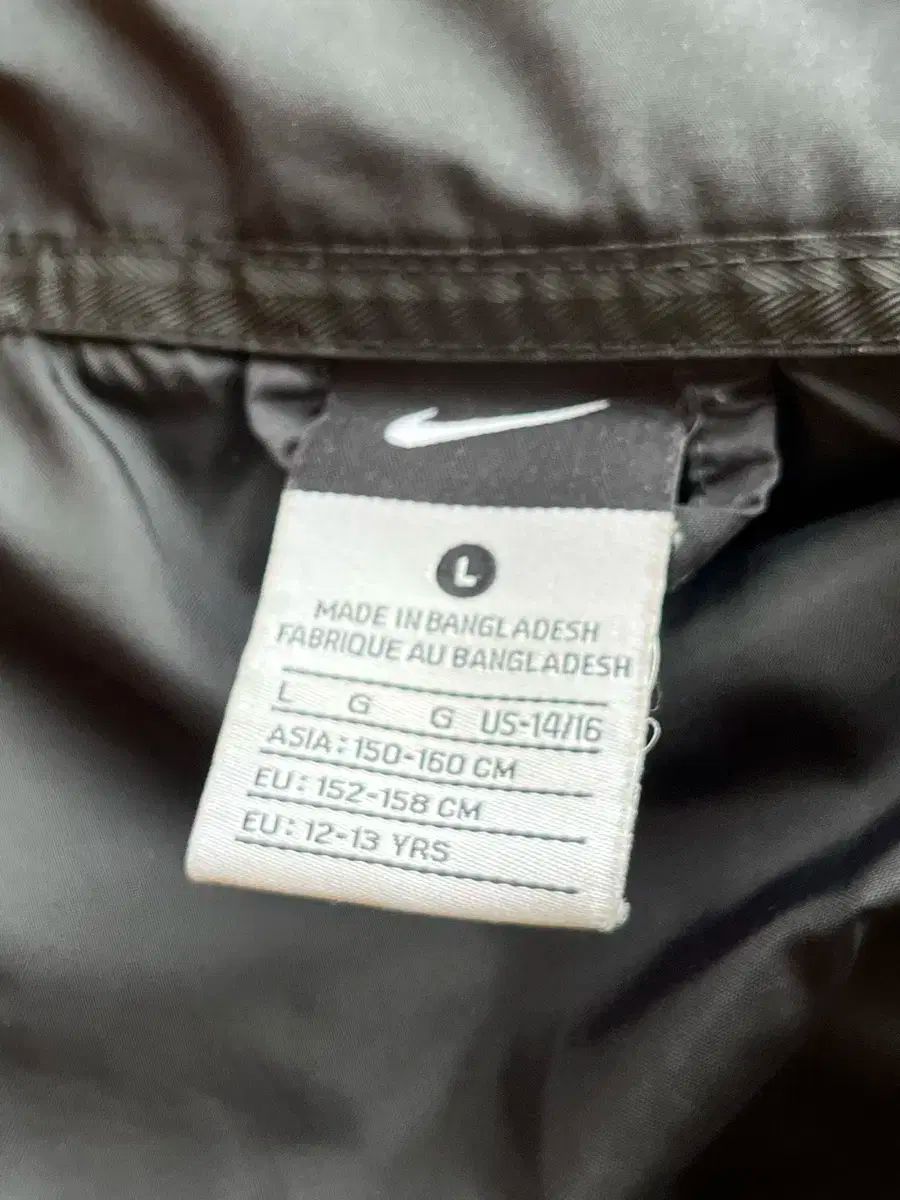 L
MADE IN BANGLADESH
FABRIQUE AU BANGLADESH
L G G US-14/16
ASIA: 150-160 CM
EU: 152-158 CM
EU: 12-13 YRS